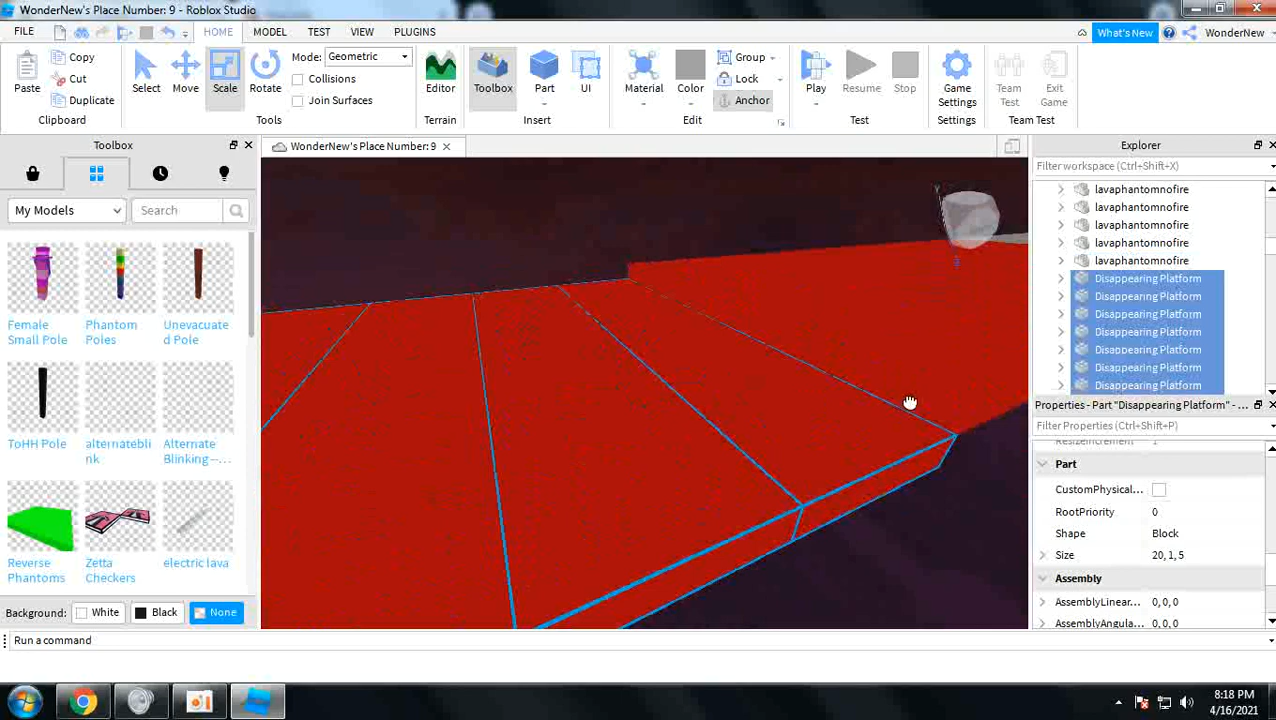 WonderNew's Place Number: 9 - Roblox Studio
FILE HOME MODEL TEST VIEW PLUGINS What's New WonderNew
Paste Copy Cut Duplicate
Clipboard
Select Move Scale Rotate
Mode: Geometric
Collisions
Join Surfaces
Tools
Editor
Terrain
Toolbox Part UI
Insert
Material Color Group Lock Anchor
Edit
Play Resume Stop
Test
Game Settings
Settings
Team Test Exit Game
Team Test
Toolbox
My Models Search
Female Small Pole
Phantom Poles
Unevacuate
d Pole
ToHH Pole
alternatebli
nk
Alternate
Blinking--...
Reverse Phantoms
Zetta Checkers
electric lava
Background: White Black None
WonderNew's Place Number: 9
Explorer
Filter workspace (Ctrl+Shift+X)
lavaphantomnofire
lavaphantomnofire
lavaphantomnofire
lavaphantomnofire
lavaphantomnofire
Disappearing Platform
Disappearing Platform
Disappearing Platform
Disappearing Platform
Disappearing Platform
Disappearing Platform
Disappearing Platform
Properties - Part "Disappearing Platform" - ...
Filter Properties (Ctrl+Shift+P)
ResizeIncrement 1
Part
CustomPhysical...
RootPriority 0
Shape Block
Size 20, 1, 5
Assembly
AssemblyLinear... 0, 0, 0
AssemblyAngula... 0, 0, 0
Run a command
8:18 PM
4/16/2021